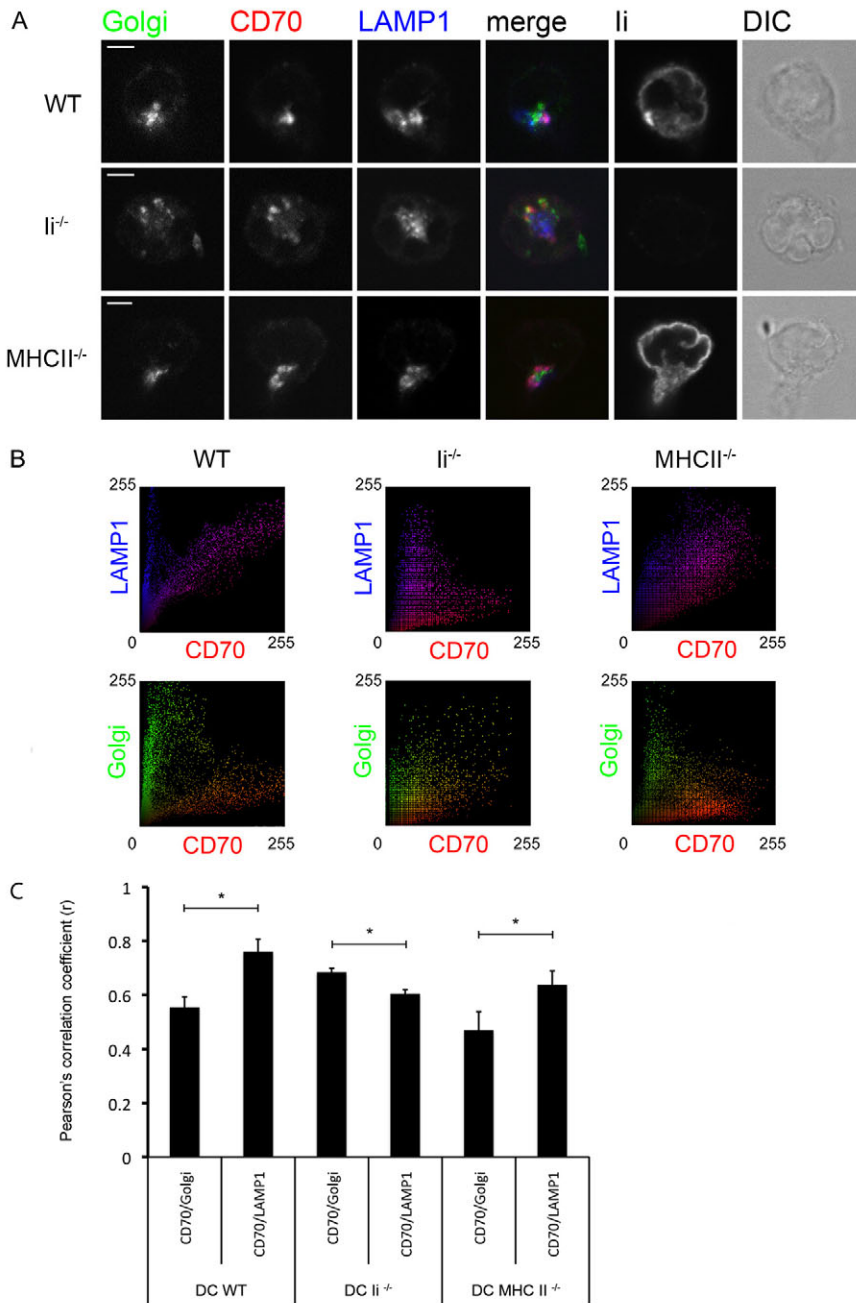 A
Golgi CD70 LAMP1 merge Ii DIC
WT
Ii-/-
MHCII-/-
B
WT Ii-/- MHCII-/-
255 255 255
LAMP1 LAMP1 LAMP1
0 255 0 255 0 255
CD70 CD70 CD70
255 255 255
Golgi Golgi Golgi
0 255 0 255 0 255
CD70 CD70 CD70
C
Pearson's correlation coefficient (r)
1
0.8
0.6
0.4
0.2
0
* * *
CD70/Golgi CD70/LAMP1 CD70/Golgi CD70/LAMP1 CD70/Golgi CD70/LAMP1
DC WT DC Ii -/- DC MHC II -/-